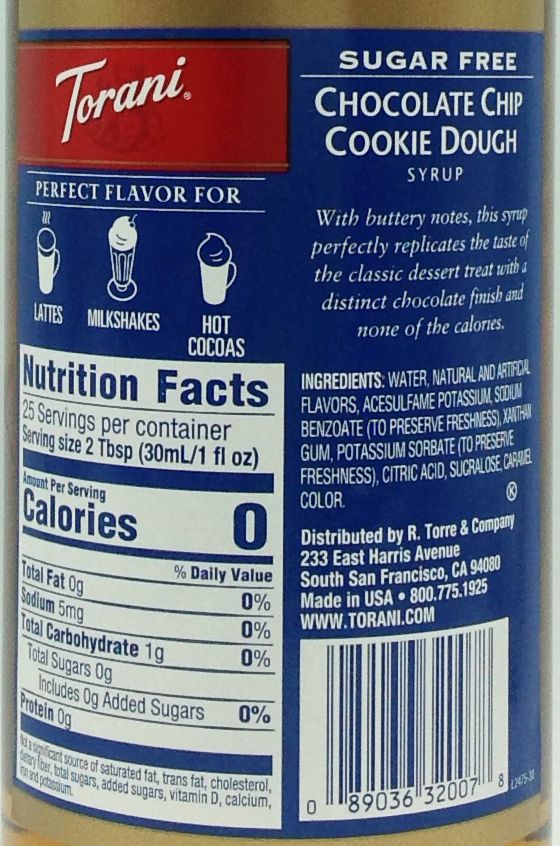 Torani®
PERFECT FLAVOR FOR
LATTES
MILKSHAKES
HOT
COCOAS
Nutrition Facts
25 Servings per container
Serving size 2 Tbsp (30mL/1 fl oz)
Amount Per Serving
Calories 0
% Daily Value
Total Fat 0g 0%
Sodium 5mg 0%
Total Carbohydrate 1g 0%
Total Sugars 0g
Includes 0g Added Sugars 0%
Protein 0g
Not a significant source of saturated fat, trans fat, cholesterol,
dietary fiber, total sugars, added sugars, vitamin D, calcium,
iron and potassium.
SUGAR FREE
CHOCOLATE CHIP
COOKIE DOUGH
SYRUP
With buttery notes, this syrup
perfectly replicates the taste of
the classic dessert treat with a
distinct chocolate finish and
none of the calories.
INGREDIENTS: WATER, NATURAL AND ARTIFICIAL
FLAVORS, ACESULFAME POTASSIUM, SODIUM
BENZOATE (TO PRESERVE FRESHNESS), XANTHAN
GUM, POTASSIUM SORBATE (TO PRESERVE
FRESHNESS), CITRIC ACID, SUCRALOSE, CARAMEL
COLOR.
K
Distributed by R. Torre & Company
233 East Harris Avenue
South San Francisco, CA 94080
Made in USA • 800.775.1925
WWW.TORANI.COM
0 89036 32007 8